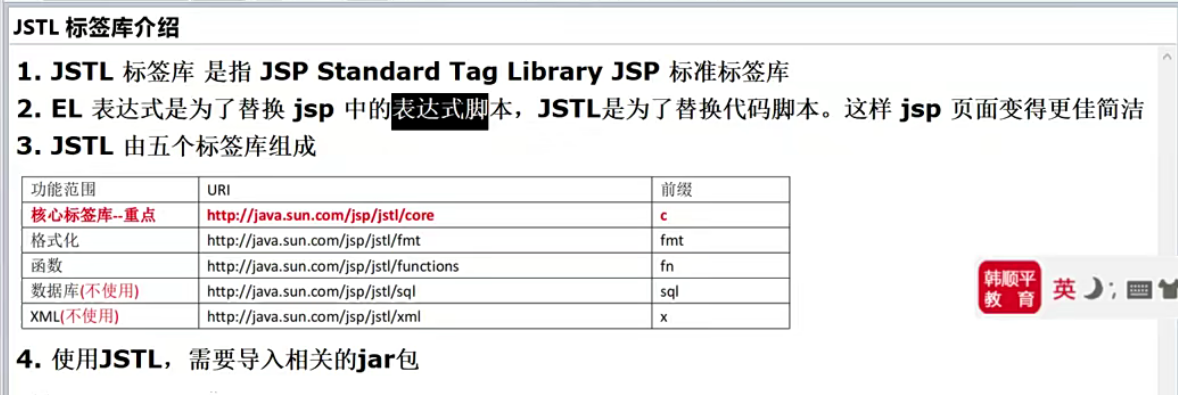 JSTL 标签库介绍
1. JSTL 标签库 是指 JSP Standard Tag Library JSP 标准标签库
2. EL 表达式是为了替换 jsp 中的表达式脚本，JSTL是为了替换代码脚本。这样 jsp 页面变得更佳简洁
3. JSTL 由五个标签库组成
功能范围 URI 前缀
核心标签库--重点 http://java.sun.com/jsp/jstl/core c
格式化 http://java.sun.com/jsp/jstl/fmt fmt
函数 http://java.sun.com/jsp/jstl/functions fn
数据库(不使用) http://java.sun.com/jsp/jstl/sql sql
XML(不使用) http://java.sun.com/jsp/jstl/xml x
韩顺平
教 育
英
4. 使用JSTL，需要导入相关的jar包